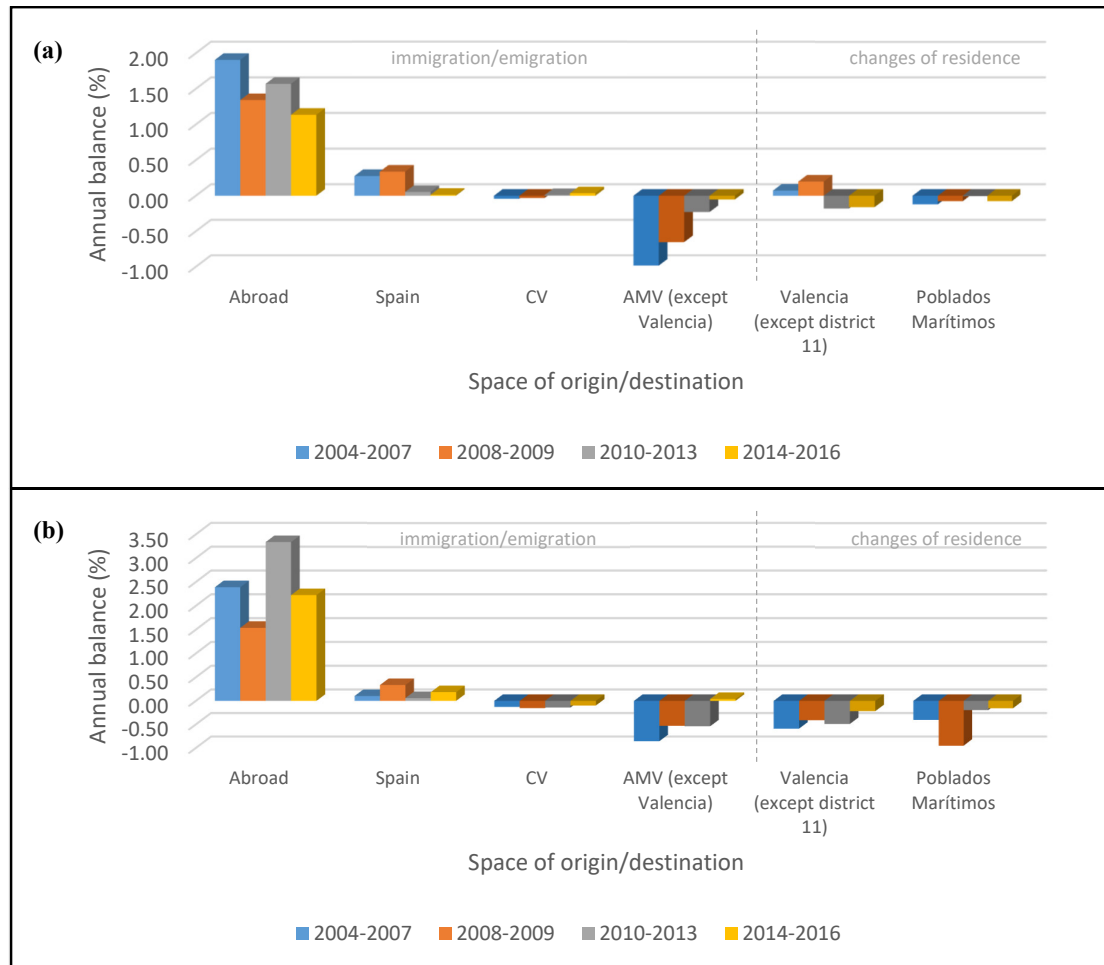 (a)
immigration/emigration
changes of residence
Annual balance (%)
2.00
1.50
1.00
0.50
0.00
-0.50
-1.00
Abroad
Spain
CV
AMV (except
Valencia)
Valencia
(except district
11)
Poblados
Marítimos
Space of origin/destination
2004-2007
2008-2009
2010-2013
2014-2016
(b)
immigration/emigration
changes of residence
Annual balance (%)
3.50
3.00
2.50
2.00
1.50
1.00
0.50
0.00
-0.50
-1.00
Abroad
Spain
CV
AMV (except
Valencia)
Valencia
(except district
11)
Poblados
Marítimos
Space of origin/destination
2004-2007
2008-2009
2010-2013
2014-2016